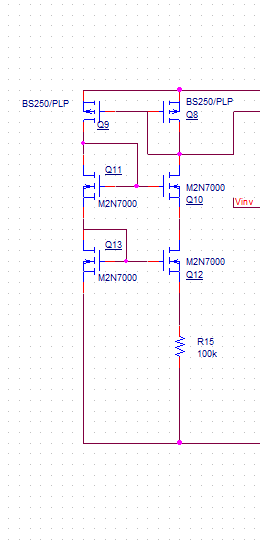 BS250/PLP
BS250/PLP
Q9
Q8
Q11
M2N7000
M2N7000
Q10
Vinv
Q13
M2N7000
M2N7000
Q12
R15
100k